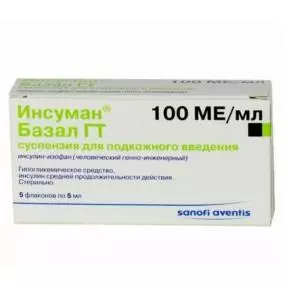 Инсуман®
Базал ГТ
100 МЕ/мл
суспензия для подкожного введения
инсулин-изофан (человеческий генно-инженерный)
Гипогликемическое средство,
инсулин средней продолжительности действия
Стерильно.
5 флаконов по 5 мл
sanofi aventis